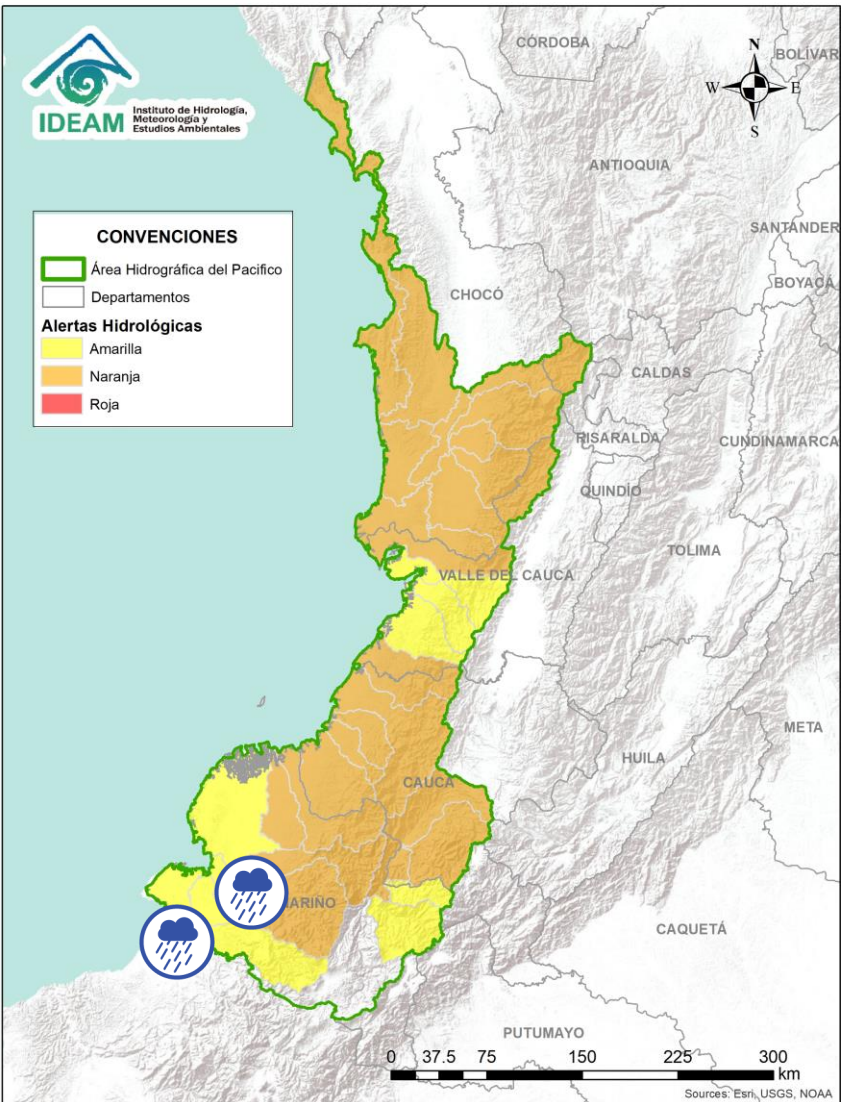 IDEAM
Instituto de Hidrología,
Meteorología y
Estudios Ambientales
N
W
E
S
CÓRDOBA
BOLÍVAR
ANTIOQUIA
SANTANDER
BOYACÁ
CHOCÓ
CONVENCIONES
Área Hidrográfica del Pacifico
Departamentos
Alertas Hidrológicas
Amarilla
Naranja
Roja
CALDAS
RISARALDA
CUNDINAMARCA
QUINDÍO
TOLIMA
VALLE DEL CAUCA
META
HUILA
CAUCA
ARIÑO
CAQUETÁ
PUTUMAYO
0 37.5 75 150 225 300
km
Sources: Esri, USGS, NOAA